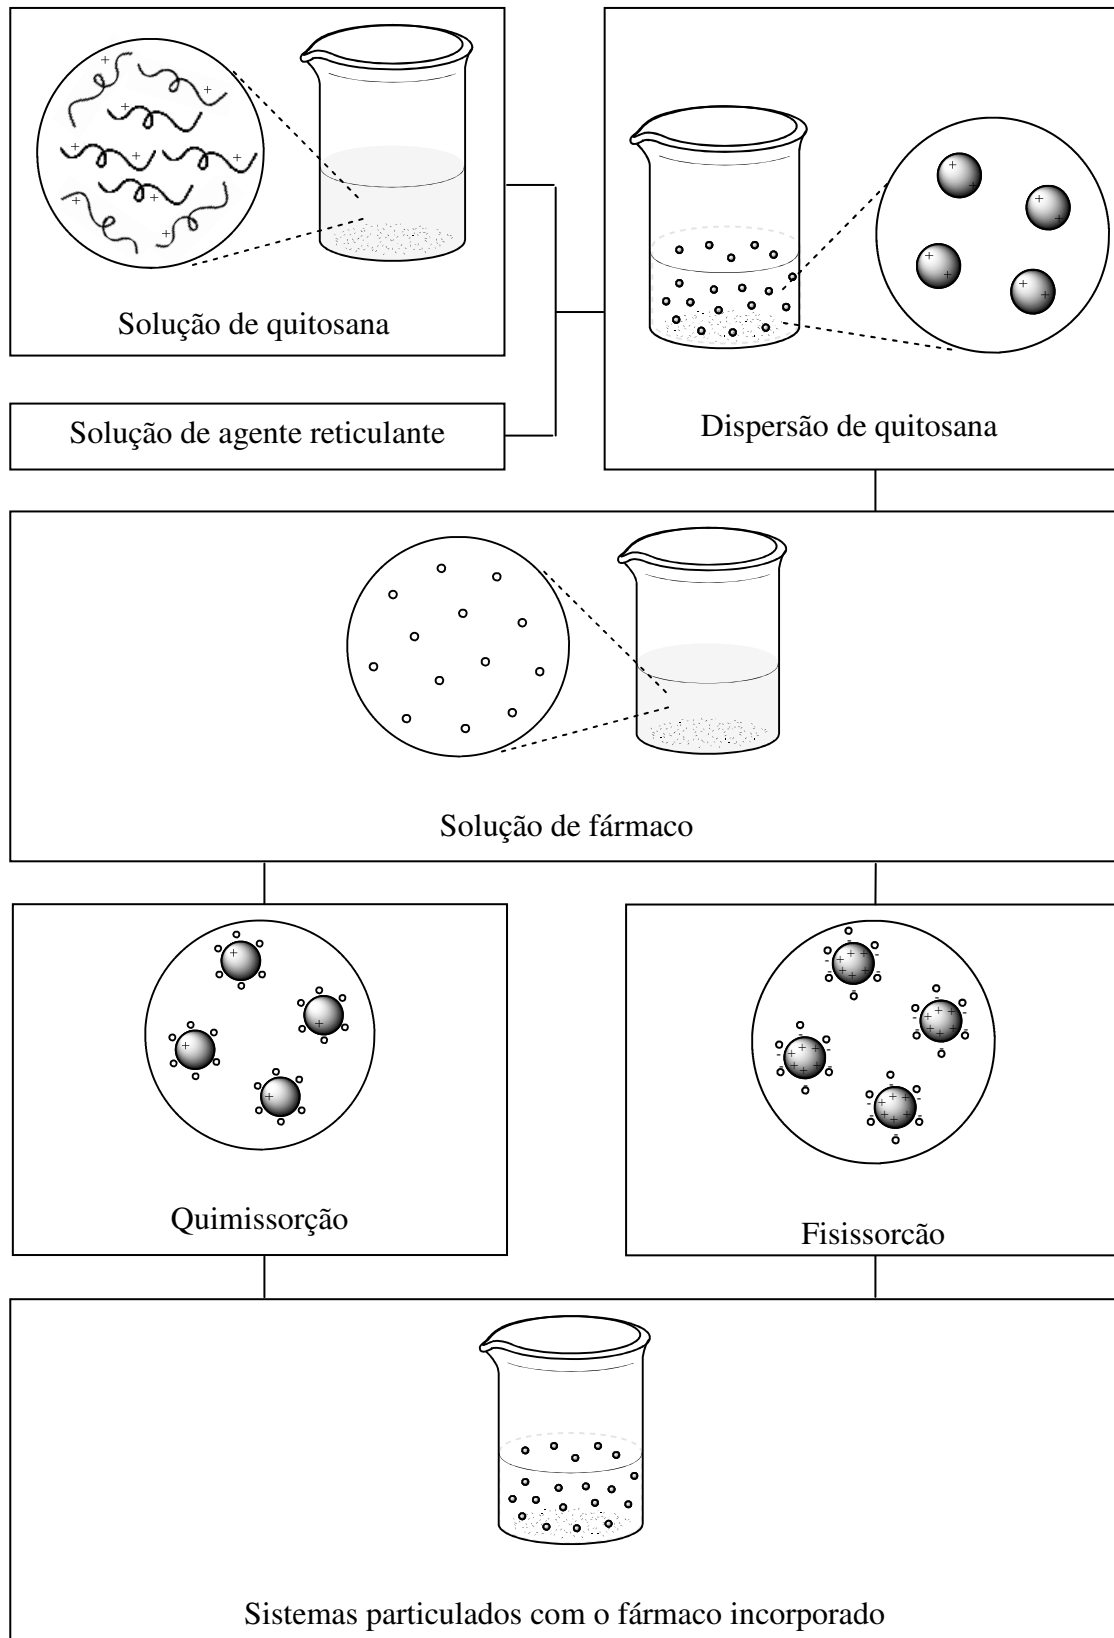 Solução de quitosana
Solução de agente reticulante
Dispersão de quitosana
Solução de fármaco
Quimissorção
Fisissorcão
Sistemas particulados com o fármaco incorporado